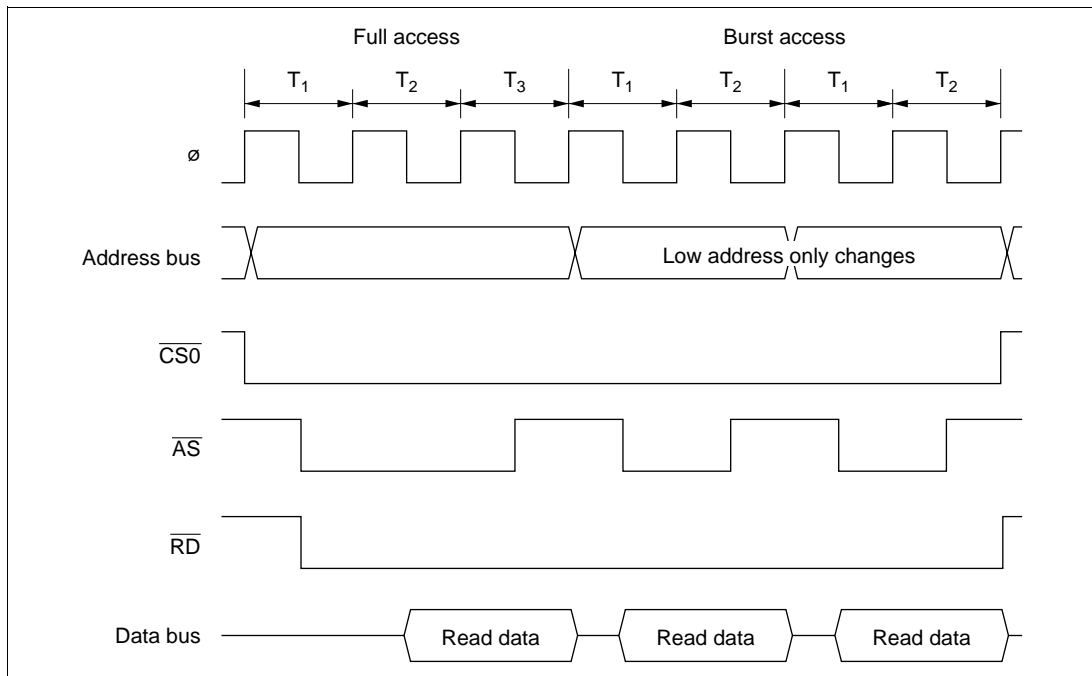 Full access Burst access
T1 T2 T3 T1 T2 T1 T2
ø
Address bus Low address only changes
CS0
AS
RD
Data bus Read data Read data Read data